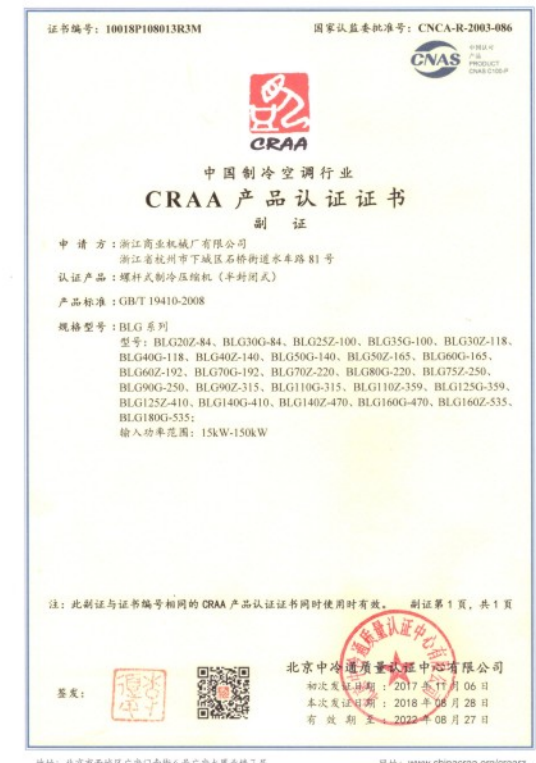 证书编号：10018P108013R3M
国家认监委批准号：CNCA-R-2003-086
CNAS
中国认可
产品
PRODUCT
CNAS C100-P
CRAA
中国制冷空调行业
CRAA 产品认证证书
副 证
申 请 方：浙江商业机械厂有限公司
浙江省杭州市下城区石桥街道水车路 81 号
认证产品：螺杆式制冷压缩机（半封闭式）
产品标准：GB/T 19410-2008
规格型号：BLG 系列
型号：BLG20Z-84、BLG30G-84、BLG25Z-100、BLG35G-100、BLG30Z-118、
BLG40G-118、BLG40Z-140、BLG50G-140、BLG50Z-165、BLG60G-165、
BLG60Z-192、BLG70G-192、BLG70Z-220、BLG80G-220、BLG75Z-250、
BLG90G-250、BLG90Z-315、BLG110G-315、BLG110Z-359、BLG125G-359、
BLG125Z-410、BLG140G-410、BLG140Z-470、BLG160G-470、BLG160Z-535、
BLG180G-535；
输入功率范围：15kW-150kW
注：此副证与证书编号相同的 CRAA 产品认证证书同时使用时有效。 副证第 1 页，共 1 页
北京中冷通质量认证中心有限公司
签发：
初次发证日期：2017 年 11 月 06 日
本次发证日期：2018 年 08 月 28 日
有 效 期 至：2022 年 08 月 27 日